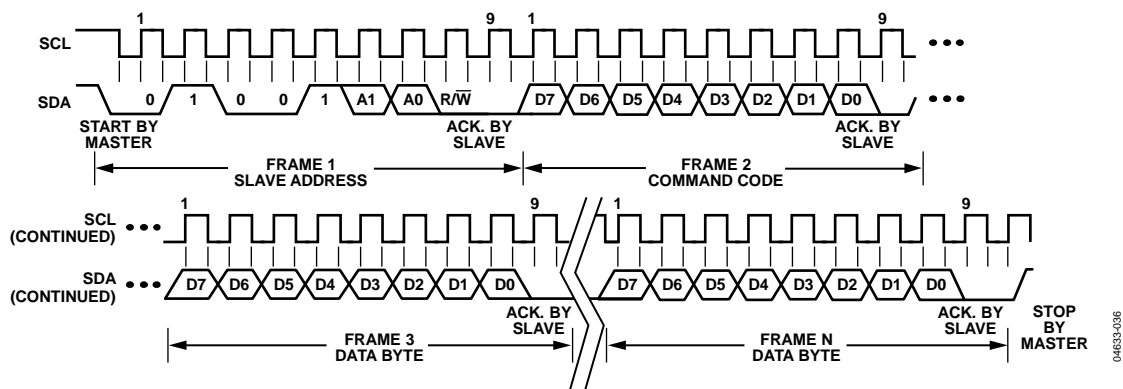 1 9 1 9
SCL
SDA 0 1 0 0 1 A1 A0 R/W̅ D7 D6 D5 D4 D3 D2 D1 D0
START BY MASTER
ACK. BY SLAVE
ACK. BY SLAVE
FRAME 1
SLAVE ADDRESS
FRAME 2
COMMAND CODE
1 9 1 9
SCL
(CONTINUED)
SDA
(CONTINUED)
D7 D6 D5 D4 D3 D2 D1 D0 D7 D6 D5 D4 D3 D2 D1 D0
ACK. BY
SLAVE
ACK. BY
SLAVE
STOP
BY
MASTER
FRAME 3
DATA BYTE
FRAME N
DATA BYTE
04633-036